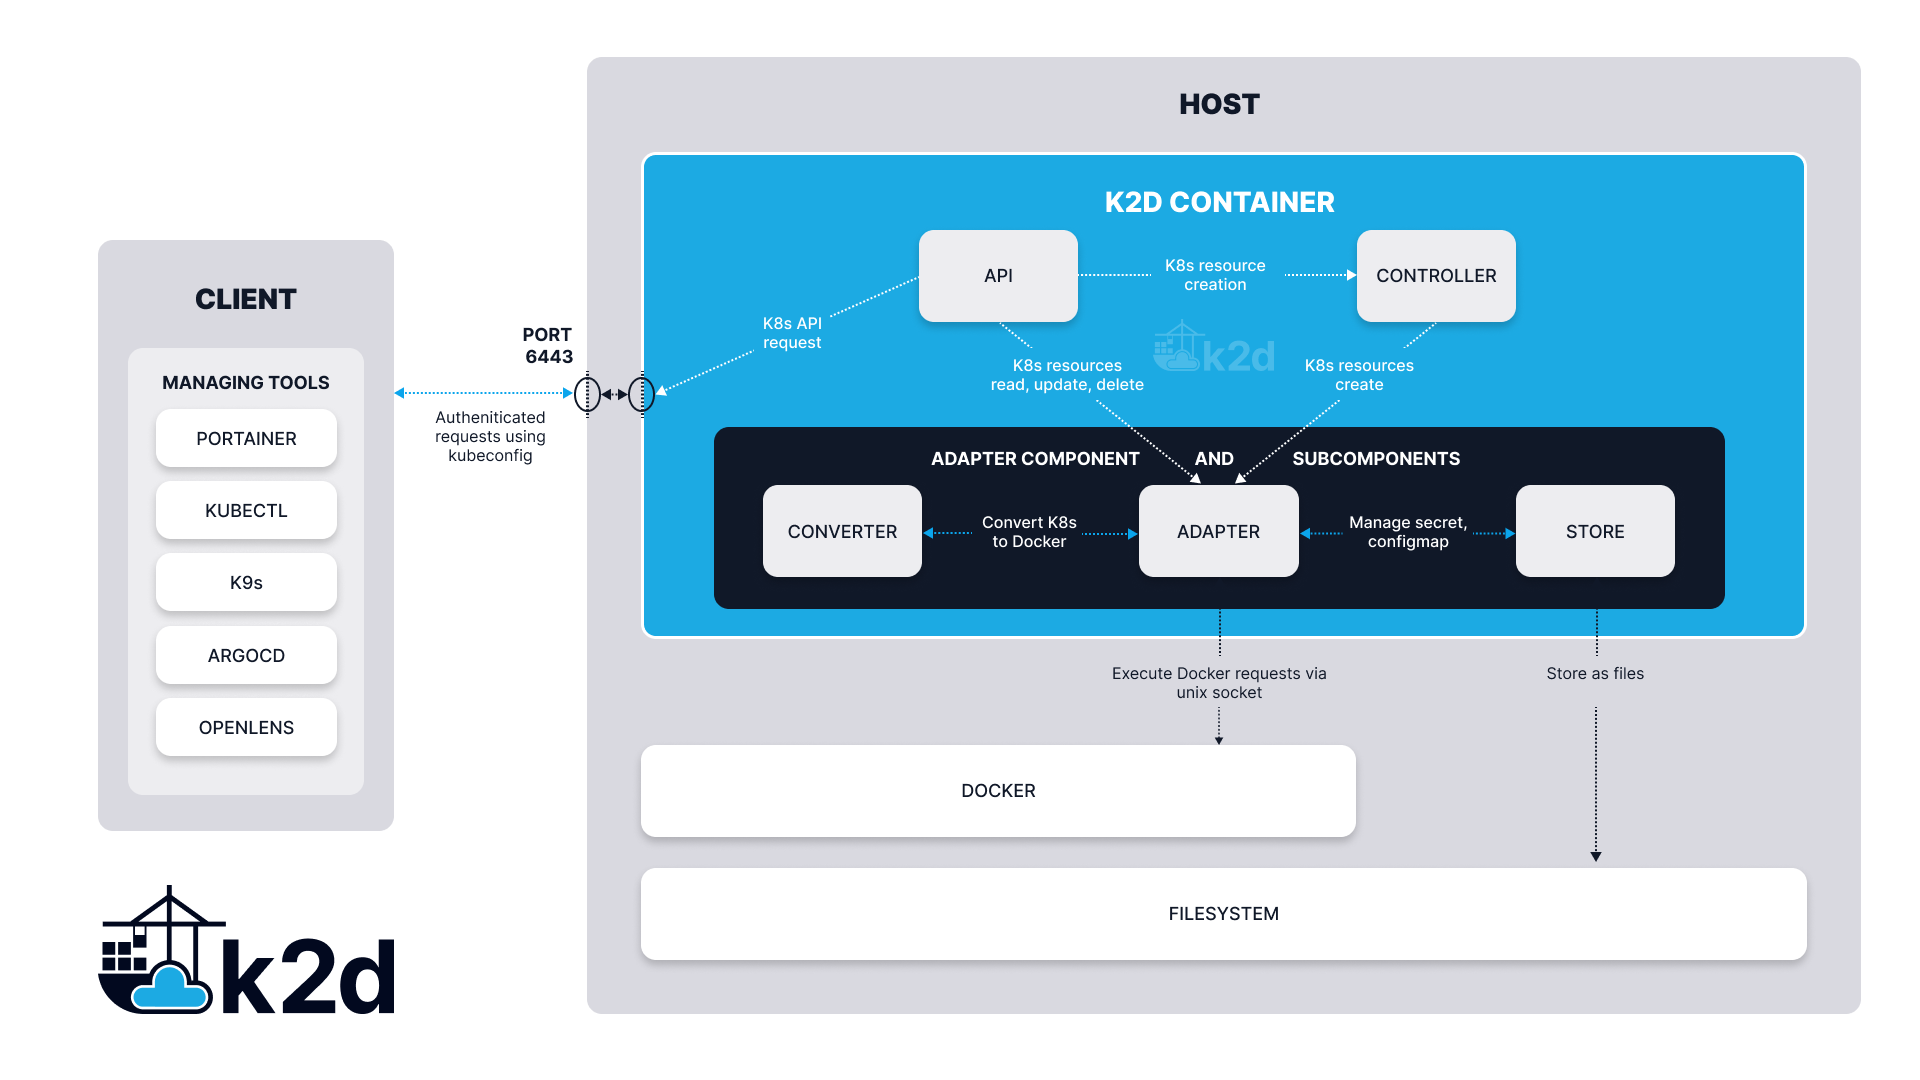 HOST
K2D CONTAINER
API
K8s resource
creation
CONTROLLER
CLIENT
K8s API
request
PORT
6443
k2d
K8s resources
read, update, delete
K8s resources
create
MANAGING TOOLS
PORTAINER
KUBECTL
K9s
ARGOCD
OPENLENS
Autheniticated
requests using
kubeconfig
ADAPTER COMPONENT AND SUBCOMPONENTS
CONVERTER
Convert K8s
to Docker
ADAPTER
Manage secret,
configmap
STORE
Execute Docker requests via
unix socket
Store as files
DOCKER
FILESYSTEM
k2d